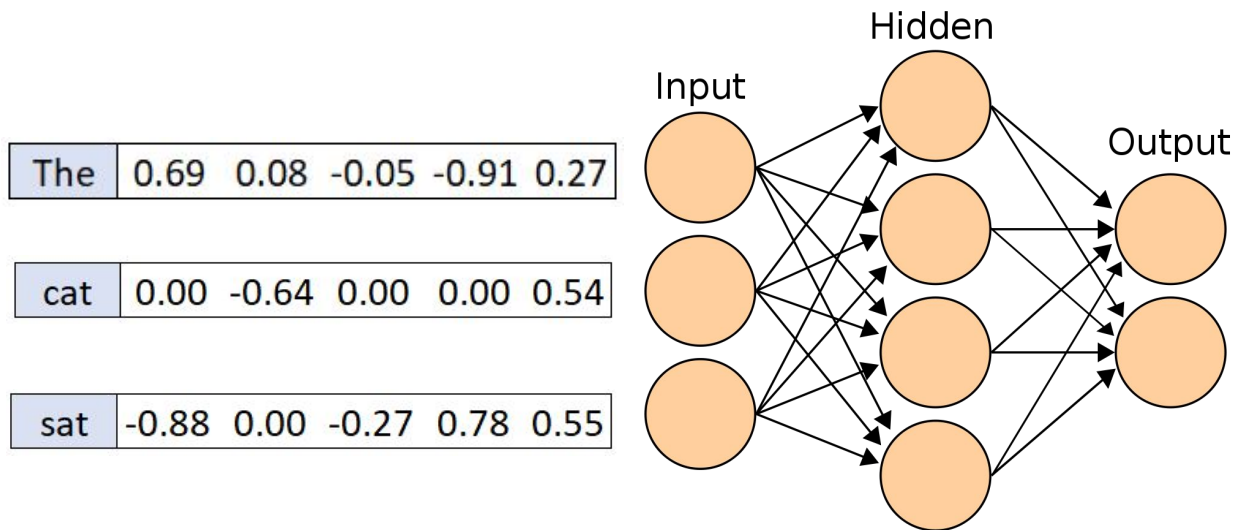 Hidden
Input
Output
The 0.69 0.08 -0.05 -0.91 0.27
cat 0.00 -0.64 0.00 0.00 0.54
sat -0.88 0.00 -0.27 0.78 0.55